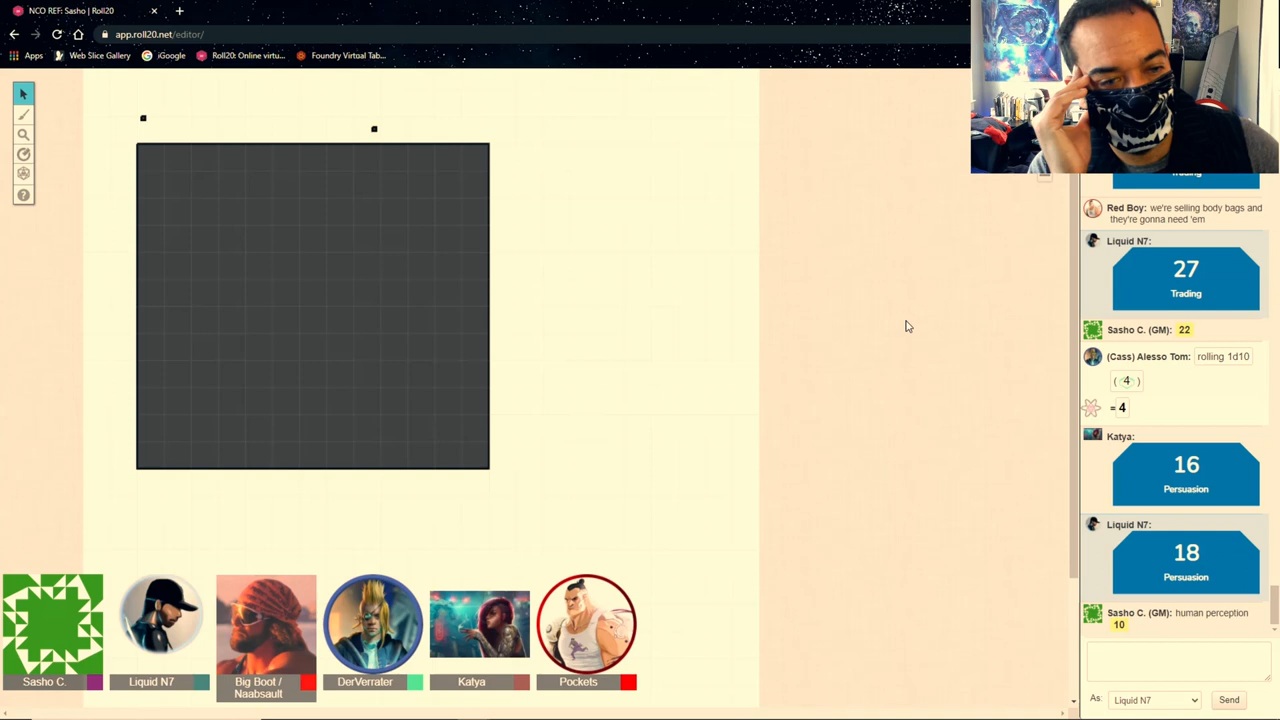 NCO REF: Sasho | Roll20
app.roll20.net/editor/
Apps
Web Slice Gallery
iGoogle
Roll20: Online virtu...
Foundry Virtual Tab...
Red Boy: we're selling body bags and
they're gonna need 'em
Liquid N7:
27
Trading
Sasho C. (GM): 22
(Cass) Alesso Tom: rolling 1d10
( 4 )
= 4
Katya:
16
Persuasion
Liquid N7:
18
Persuasion
Sasho C. (GM): human perception
10
As: Liquid N7 Send
Sasho C.
Liquid N7
Big Boot /
Naabsault
DerVerrater
Katya
Pockets